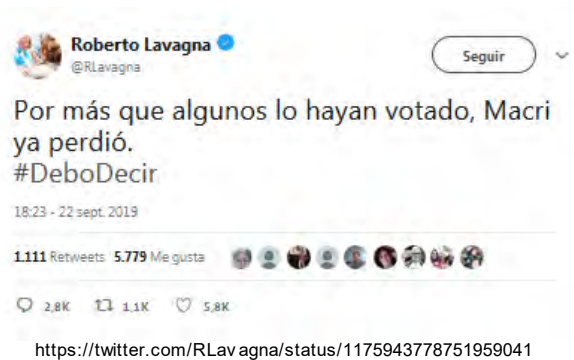 Roberto Lavagna
@RLavagna
Seguir
Por más que algunos lo hayan votado, Macri
ya perdió.
#DeboDecir
18:23 - 22 sept. 2019
1.111 Retweets 5.779 Me gusta
2,8K 1,1K 5,8K
https://twitter.com/RLavagna/status/1175943778751959041